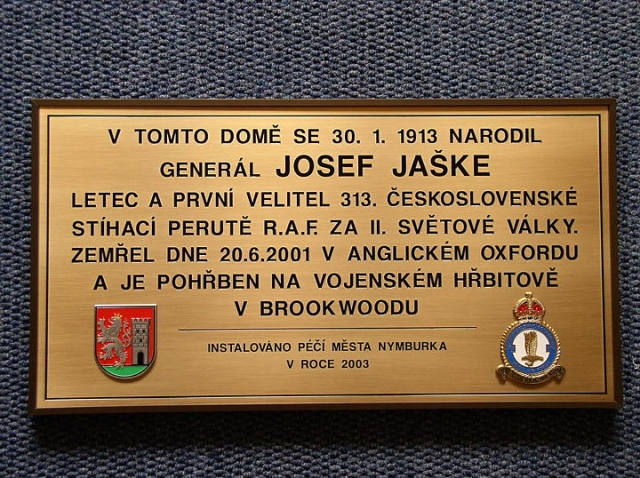 V TOMTO DOMĚ SE 30. 1. 1913 NARODIL
GENERÁL JOSEF JAŠKE
LETEC A PRVNÍ VELITEL 313. ČESKOSLOVENSKÉ
STÍHACÍ PERUTĚ R.A.F. ZA II. SVĚTOVÉ VÁLKY.
ZEMŘEL DNE 20.6.2001 V ANGLICKÉM OXFORDU
A JE POHŘBEN NA VOJENSKÉM HŘBITOVĚ
V BROOKWOODU
INSTALOVÁNO PÉČÍ MĚSTA NYMBURKA
V ROCE 2003